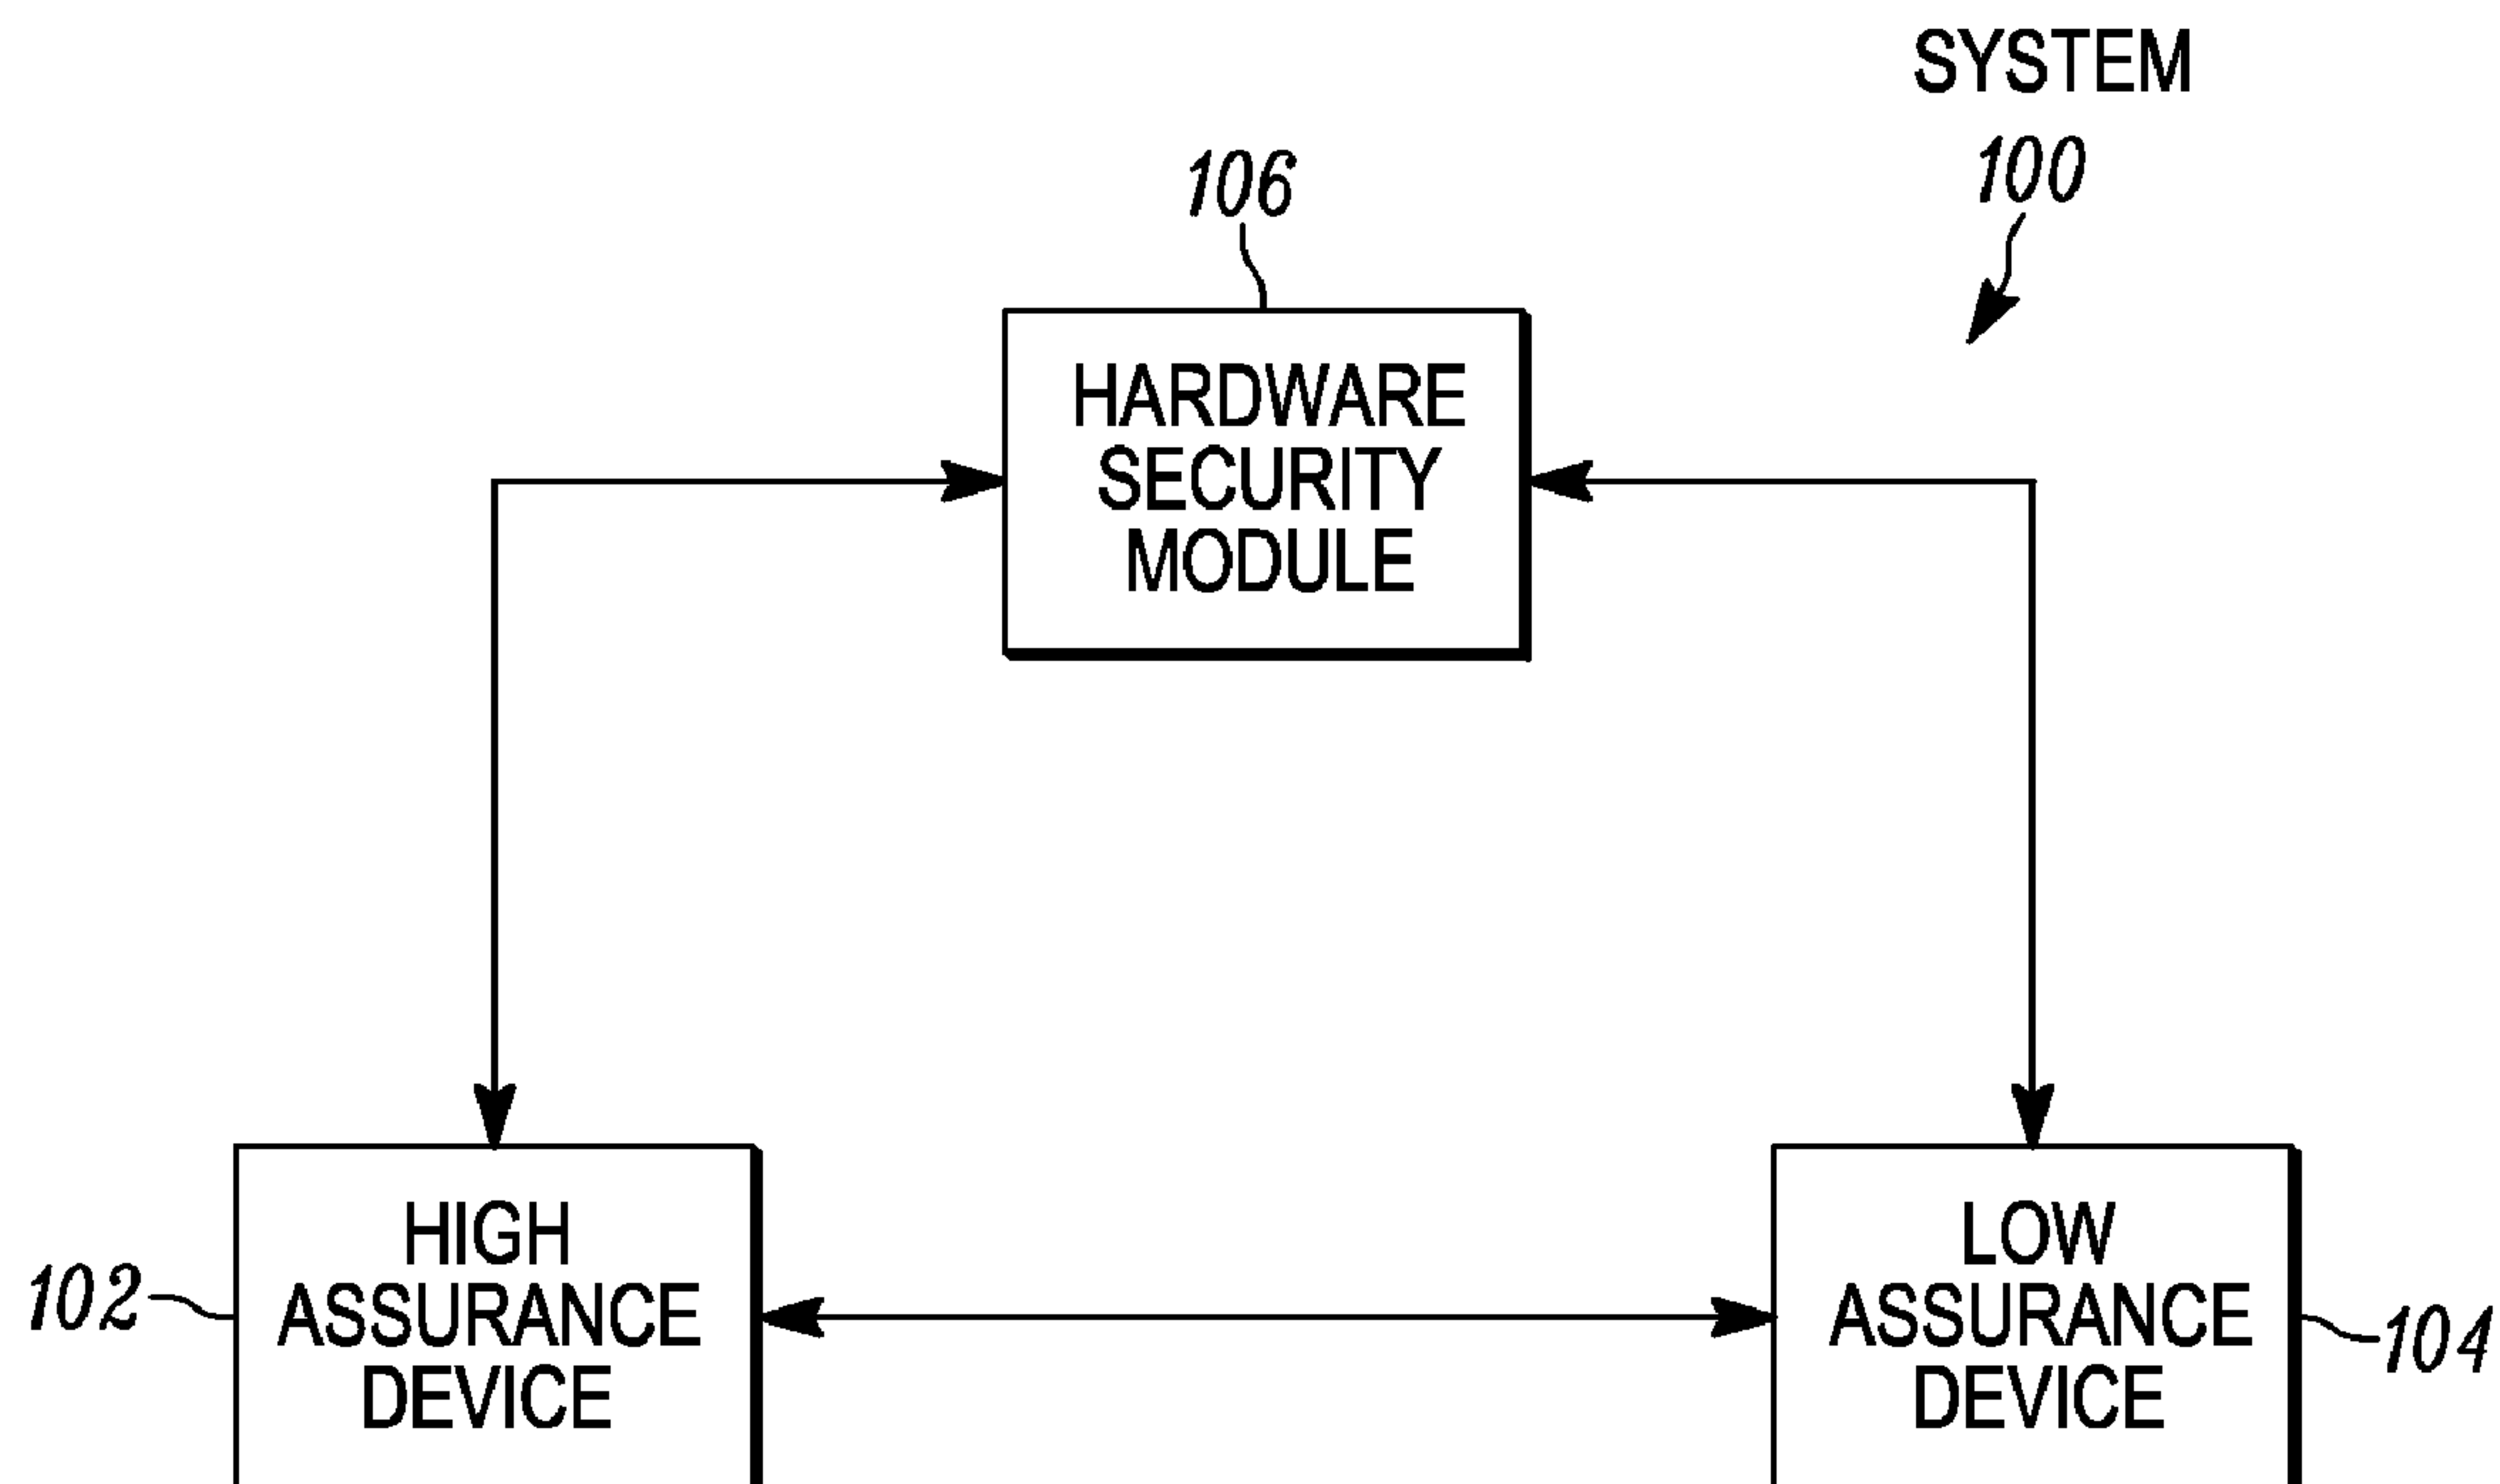 SYSTEM
100
106
HARDWARE
SECURITY
MODULE
102
HIGH
ASSURANCE
DEVICE
LOW
ASSURANCE
DEVICE
104